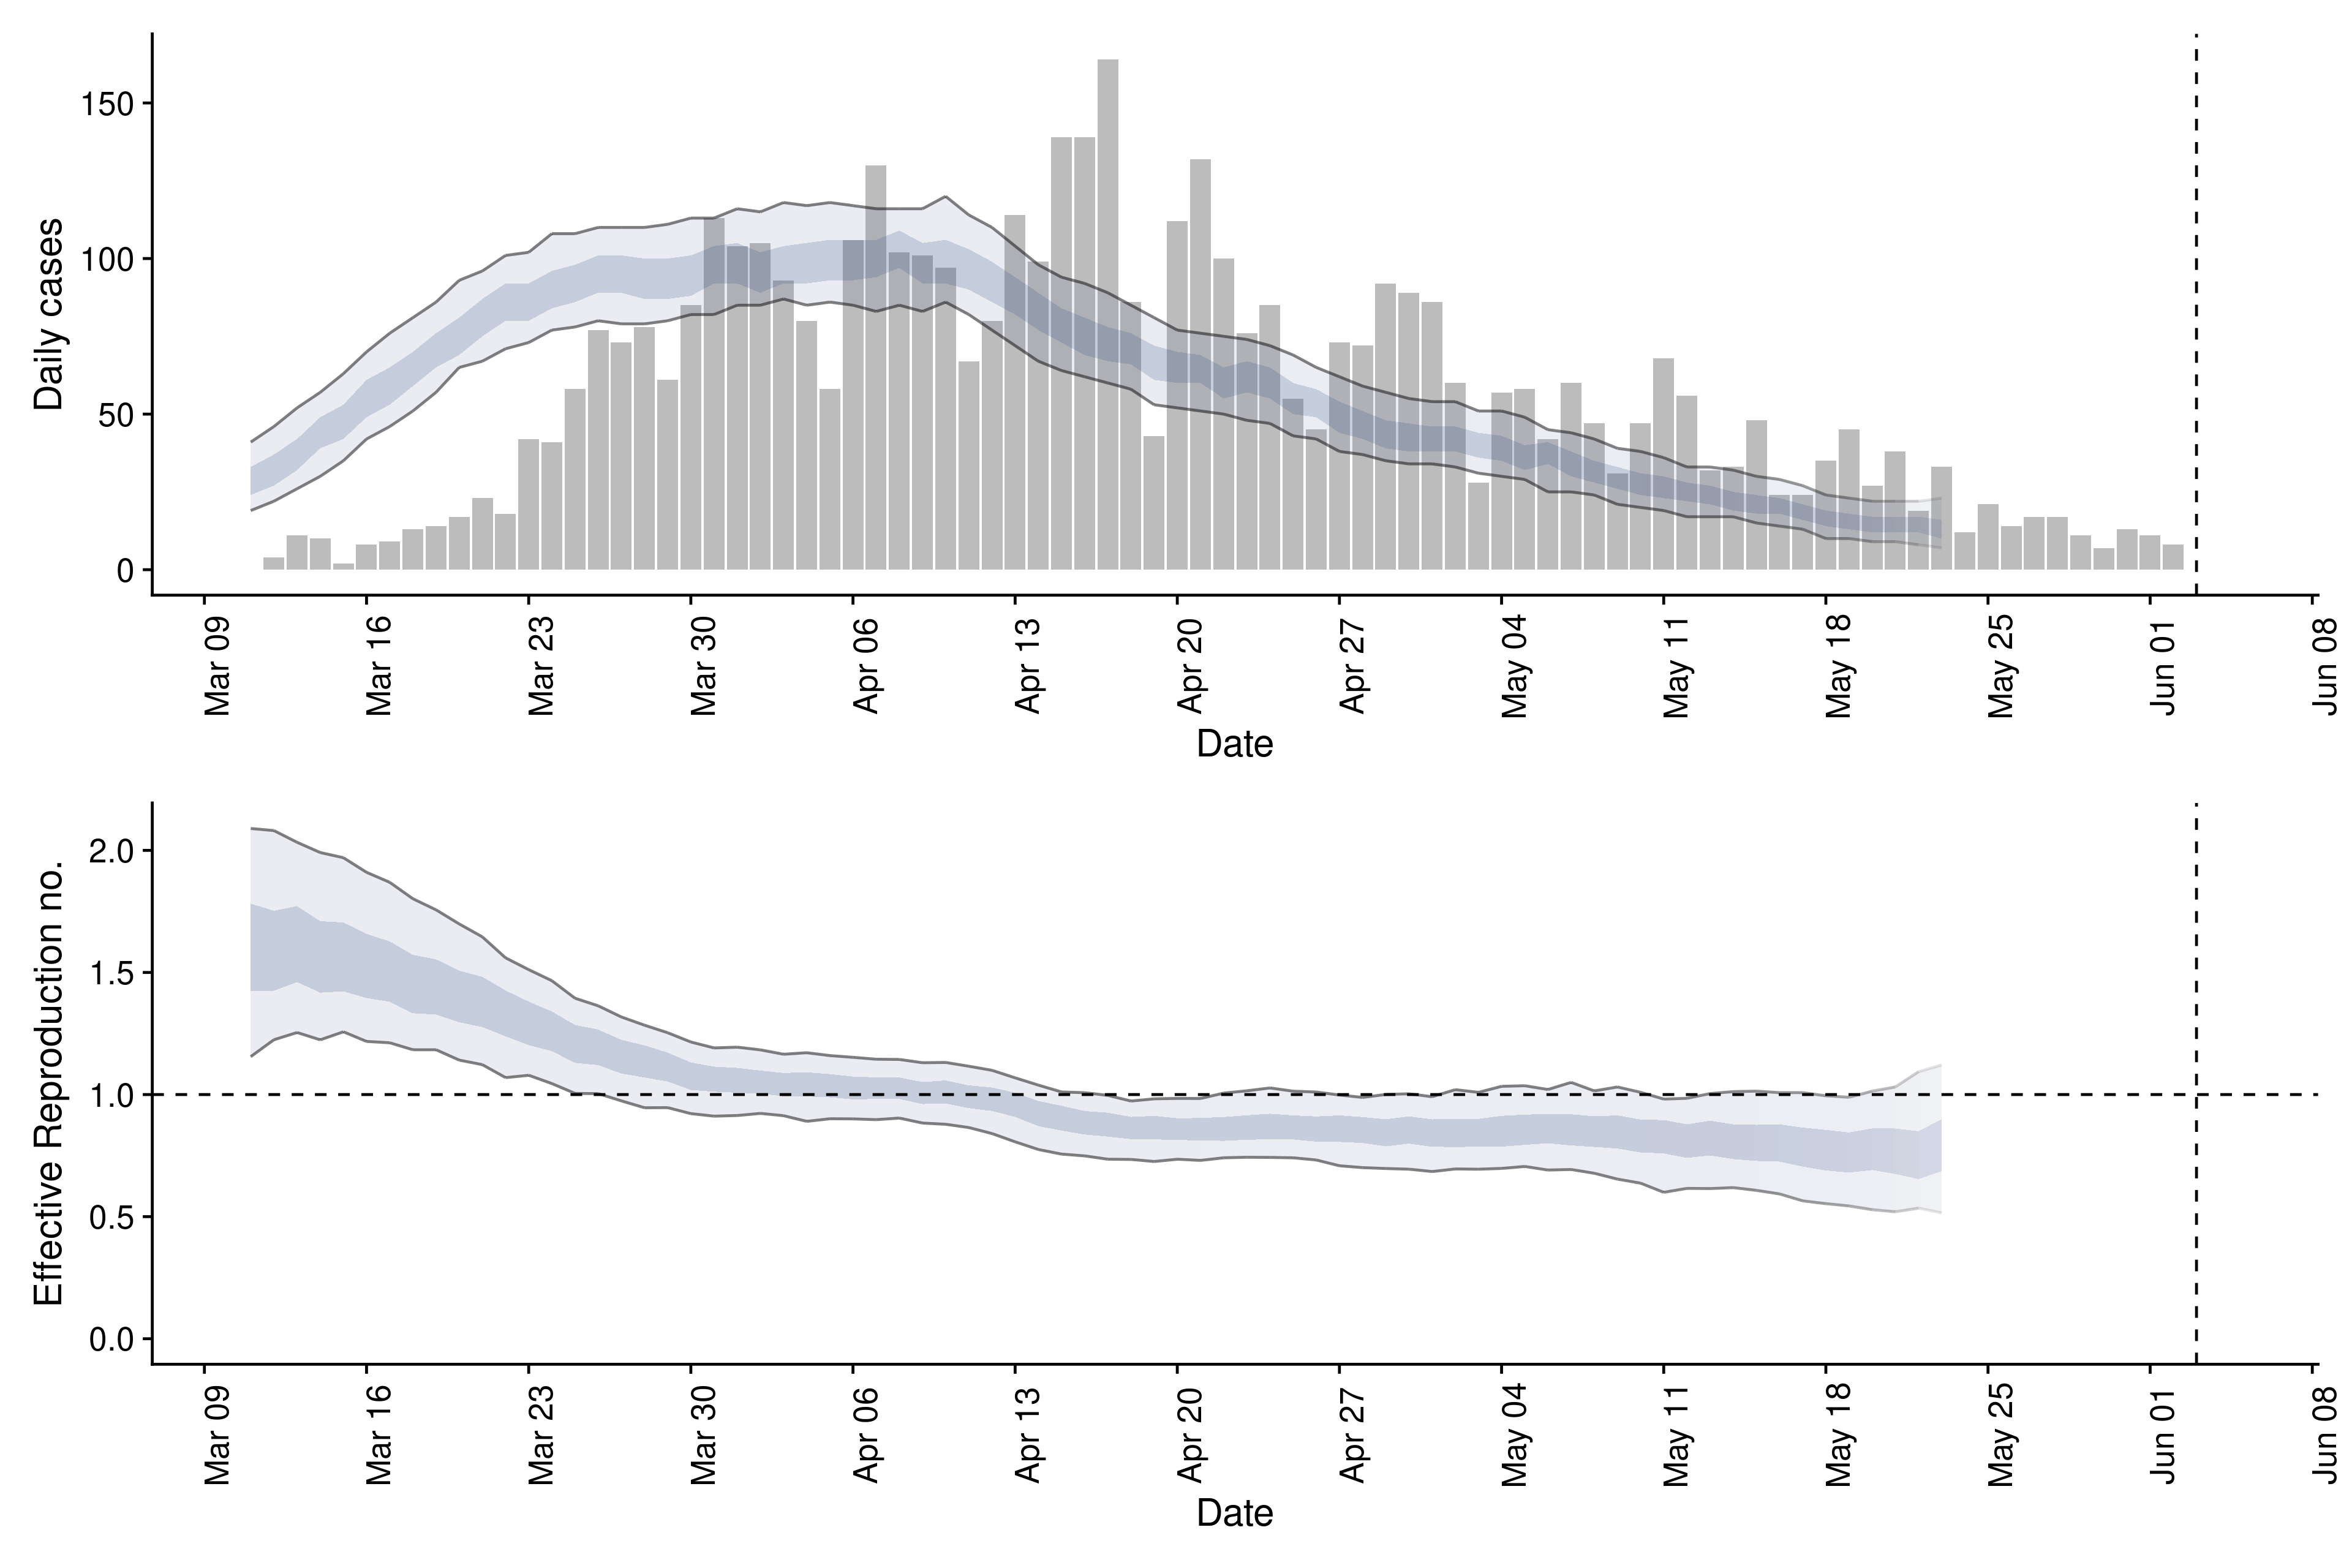 Daily cases
150
100
50
0
Mar 09
Mar 16
Mar 23
Mar 30
Apr 06
Apr 13
Apr 20
Apr 27
May 04
May 11
May 18
May 25
Jun 01
Jun 08
Date
Effective Reproduction no.
2.0
1.5
1.0
0.5
0.0
Mar 09
Mar 16
Mar 23
Mar 30
Apr 06
Apr 13
Apr 20
Apr 27
May 04
May 11
May 18
May 25
Jun 01
Jun 08
Date